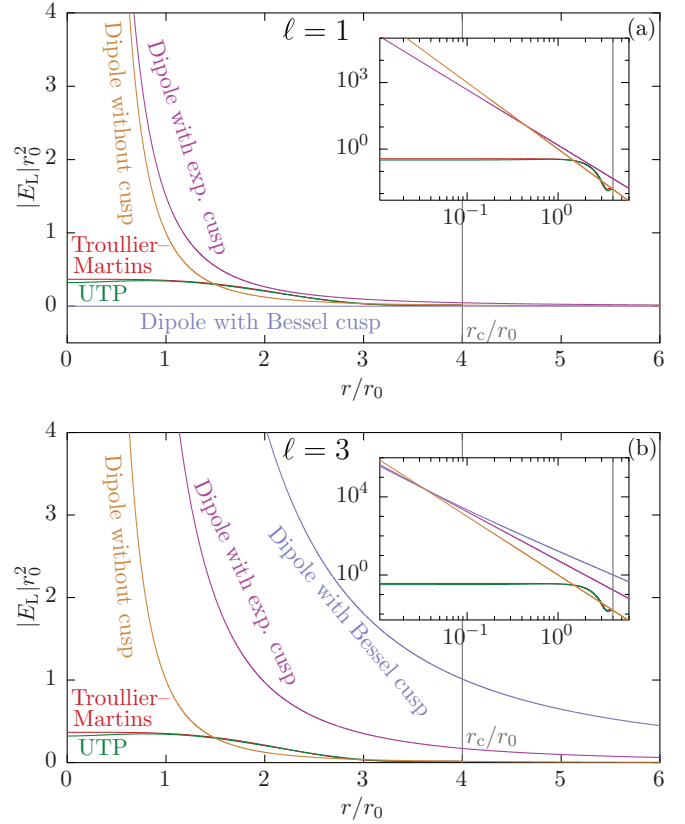 4
3
2
1
0
|E_L|r_0^2
ℓ = 1
(a)
Dipole without cusp
Dipole with exp. cusp
Troullier–
Martins
UTP
Dipole with Bessel cusp
r_c/r_0
10^3
10^0
10^{-1}
10^0
0
1
2
3
4
5
6
r/r_0
4
3
2
1
0
|E_L|r_0^2
ℓ = 3
(b)
Dipole without cusp
Dipole with exp. cusp
Dipole with Bessel cusp
Troullier–
Martins
UTP
r_c/r_0
10^4
10^0
10^{-1}
10^0
0
1
2
3
4
5
6
r/r_0